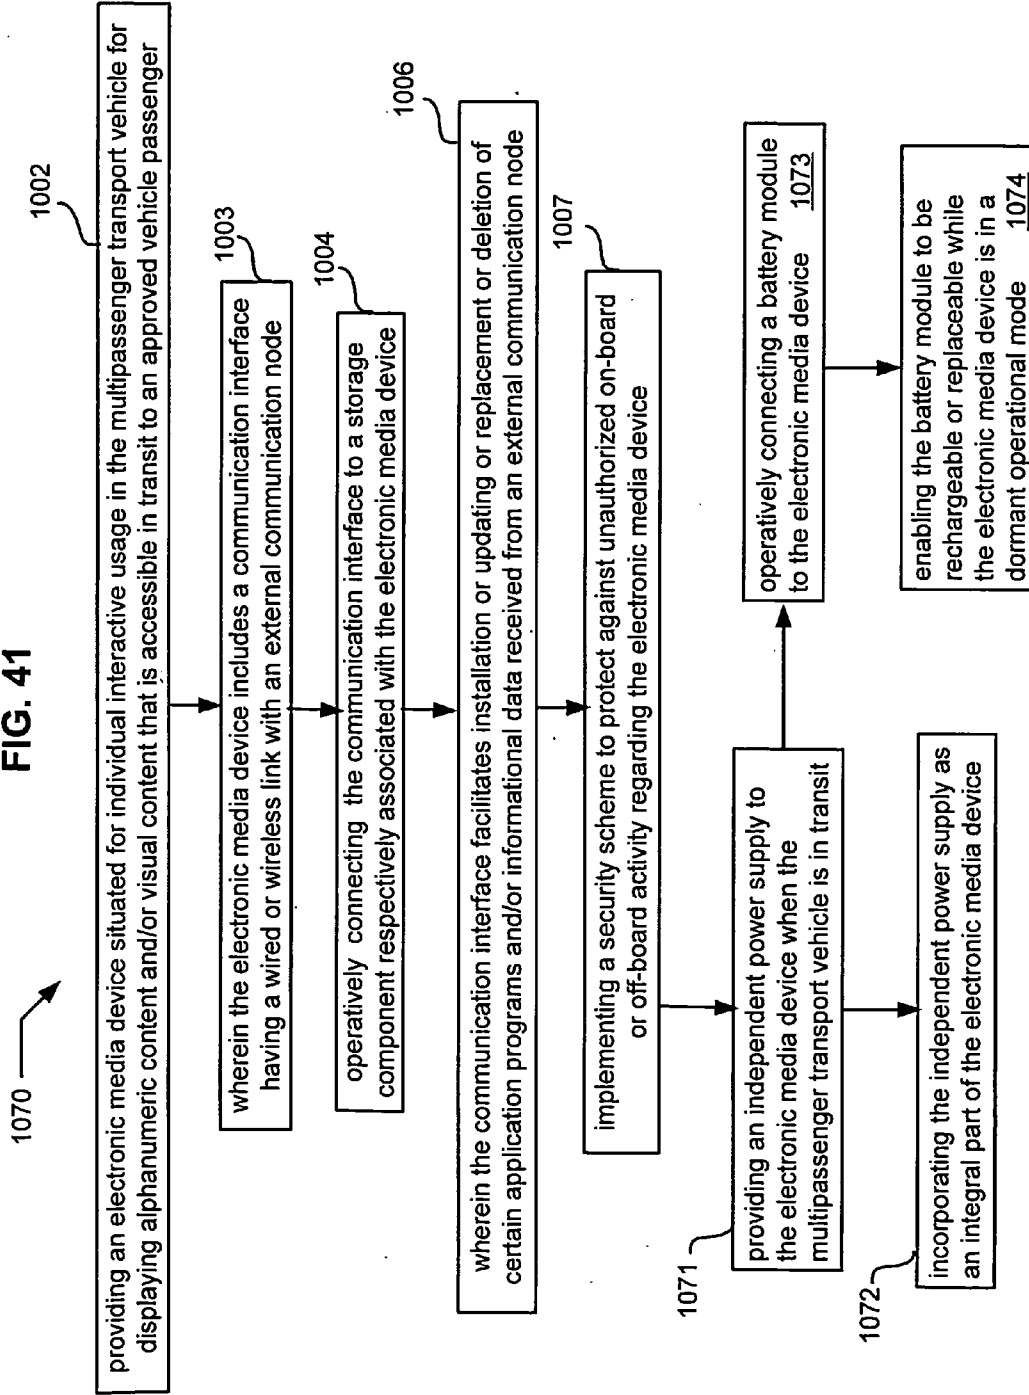 FIG. 41
1070
1002
providing an electronic media device situated for individual interactive usage in the multipassenger transport vehicle for
displaying alphanumeric content and/or visual content that is accessible in transit to an approved vehicle passenger
1003
wherein the electronic media device includes a communication interface
having a wired or wireless link with an external communication node
1004
operatively connecting the communication interface to a storage
component respectively associated with the electronic media device
1006
wherein the communication interface facilitates installation or updating or replacement or deletion of
certain application programs and/or informational data received from an external communication node
1007
implementing a security scheme to protect against unauthorized on-board
or off-board activity regarding the electronic media device
1071
providing an independent power supply to
the electronic media device when the
multipassenger transport vehicle is in transit
operatively connecting a battery module
to the electronic media device 1073
1072
incorporating the independent power supply as
an integral part of the electronic media device
enabling the battery module to be
rechargeable or replaceable while
the electronic media device is in a
dormant operational mode 1074